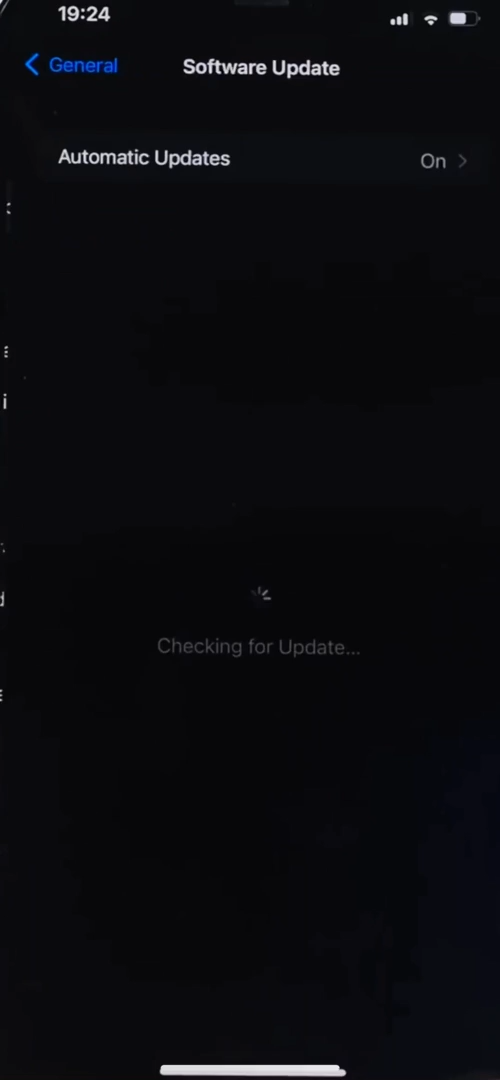 19:24
General
Software Update
Automatic Updates
On
Checking for Update...